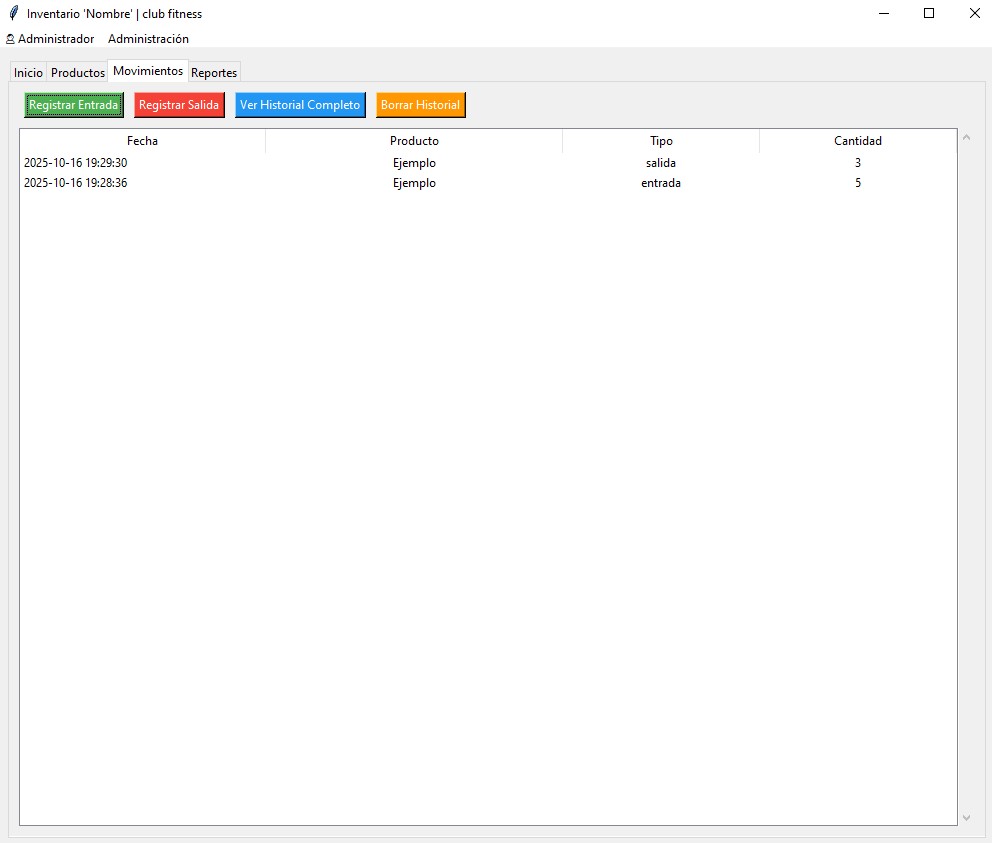 Inventario 'Nombre' | club fitness
Administrador Administración
Inicio Productos Movimientos Reportes
Registrar Entrada Registrar Salida Ver Historial Completo Borrar Historial
Fecha Producto Tipo Cantidad
2025-10-16 19:29:30 Ejemplo salida 3
2025-10-16 19:28:36 Ejemplo entrada 5